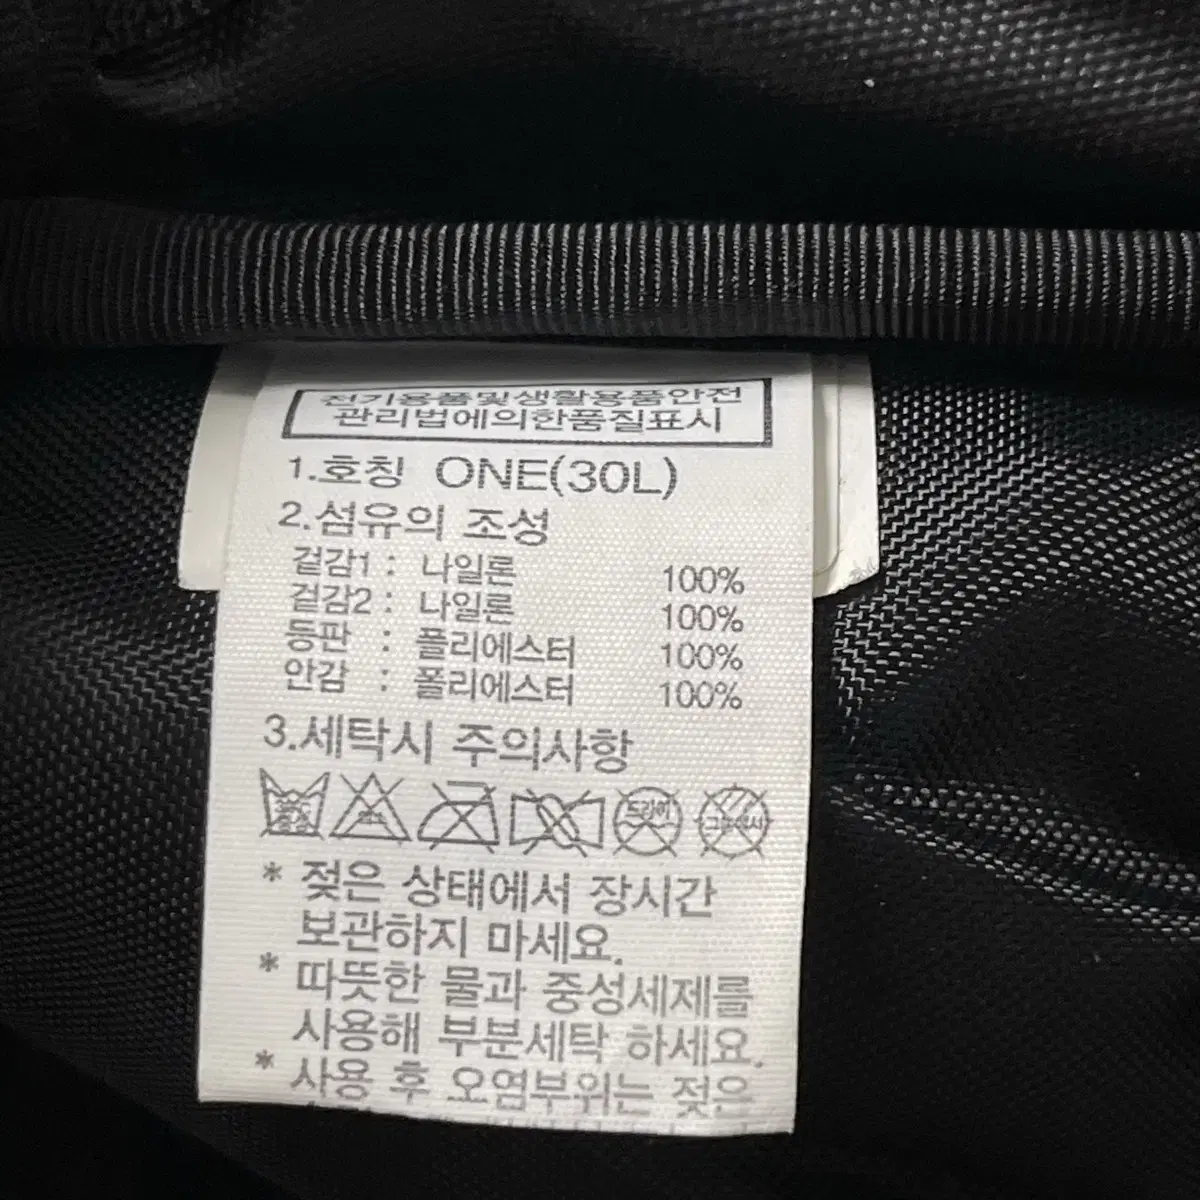 전기용품및생활용품안전
관리법에의한품질표시
1.호칭 ONE(30L)
2.섬유의 조성
겉감1 : 나일론 100%
겉감2 : 나일론 100%
등판 : 폴리에스터 100%
안감 : 폴리에스터 100%
3.세탁시 주의사항
드라이
* 젖은 상태에서 장시간
보관하지 마세요.
* 따뜻한 물과 중성세제를
사용해 부분세탁 하세요.
* 사용 후 오염부위는 젖은